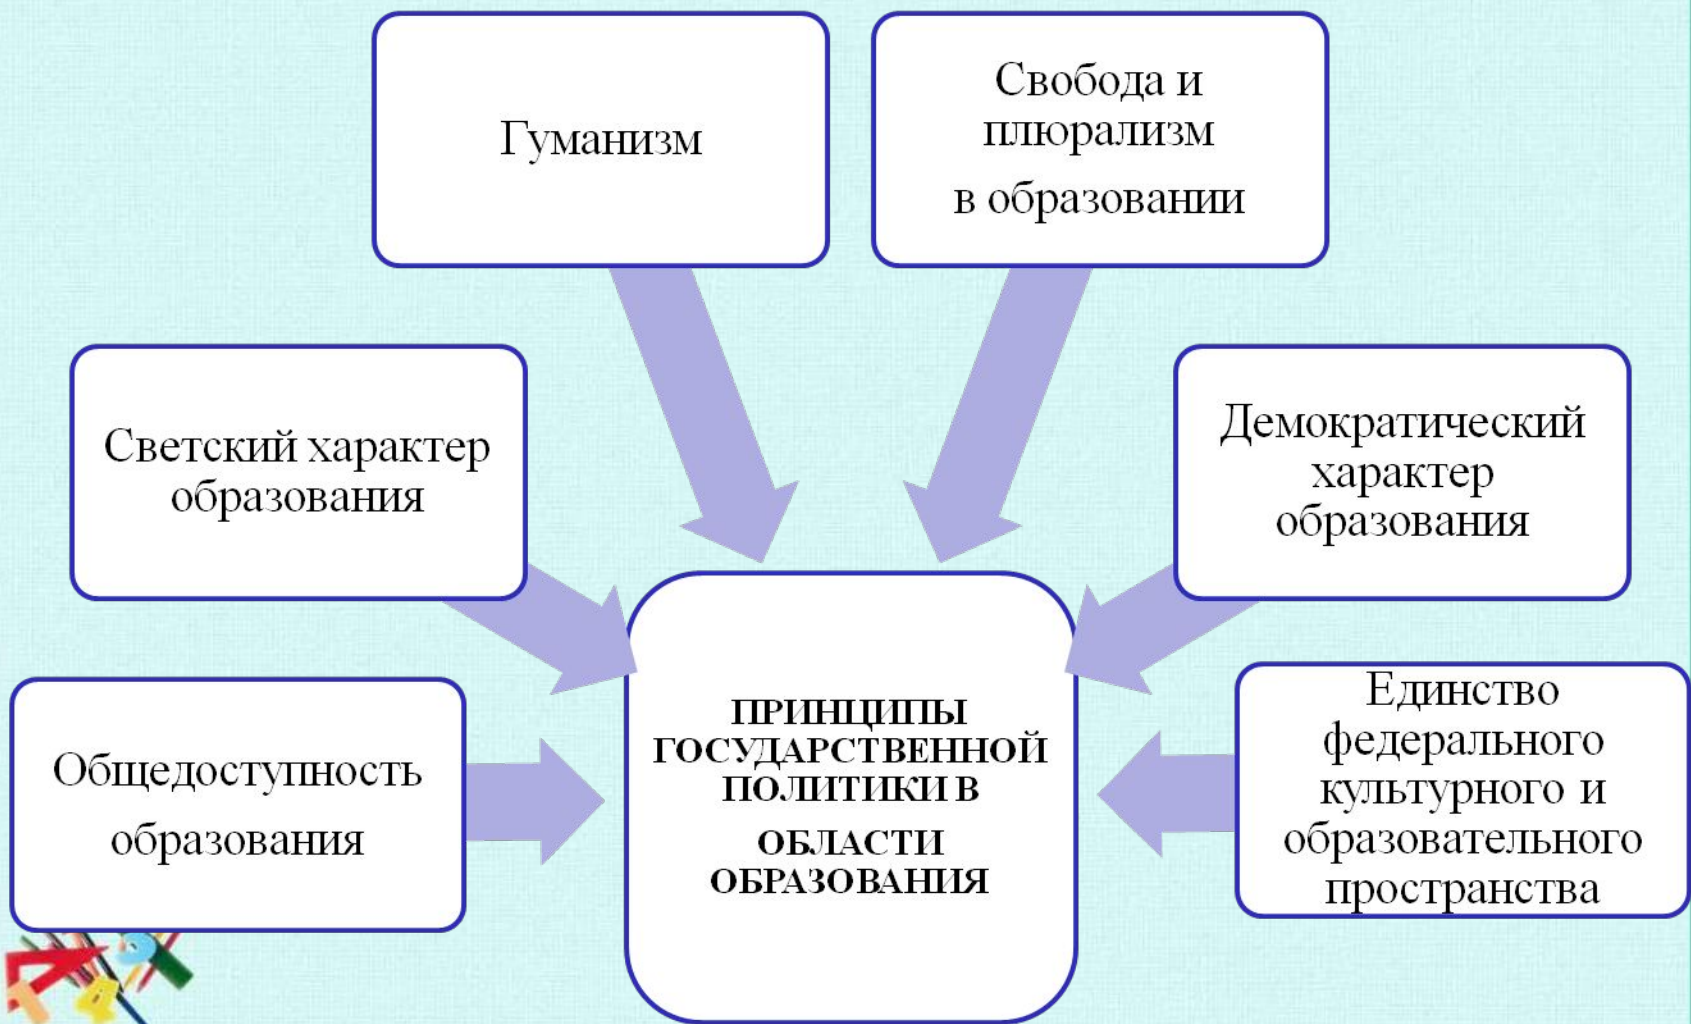 Гуманизм
Свобода и
плюрализм
в образовании
Светский характер
образования
Демократический
характер
образования
Общедоступность
образования
ПРИНЦИПЫ
ГОСУДАРСТВЕННОЙ
ПОЛИТИКИ В
ОБЛАСТИ
ОБРАЗОВАНИЯ
Единство
федерального
культурного и
образовательного
пространства